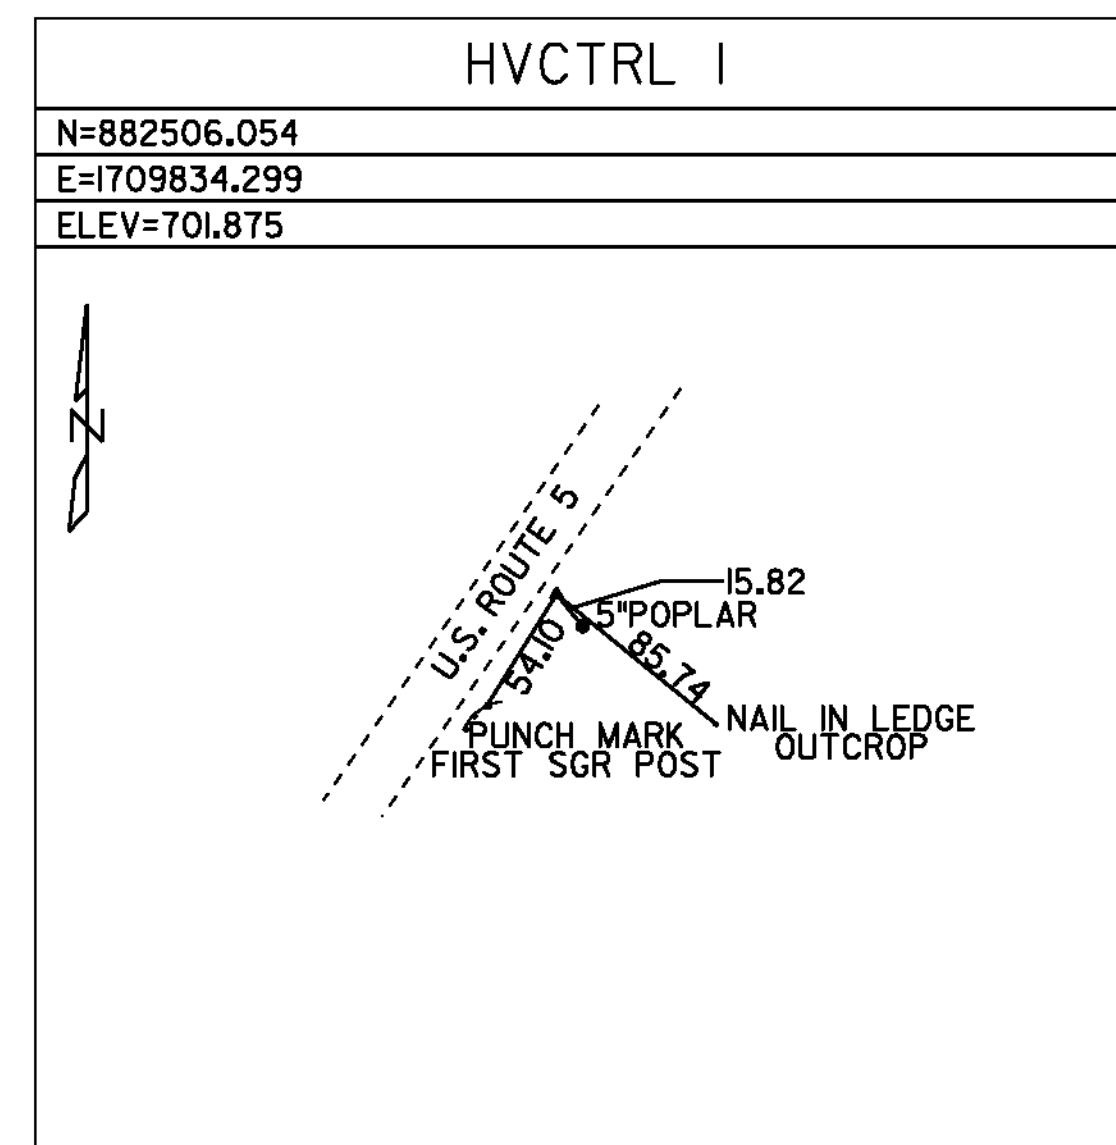 HVCTRL 1
N=882506.054
E=1709834.299
ELEV=701.875
N
U.S. ROUTE 5
15.82
5"POPLAR
54.10
85.74
NAIL IN LEDGE
OUTCROP
PUNCH MARK
FIRST SGR POST